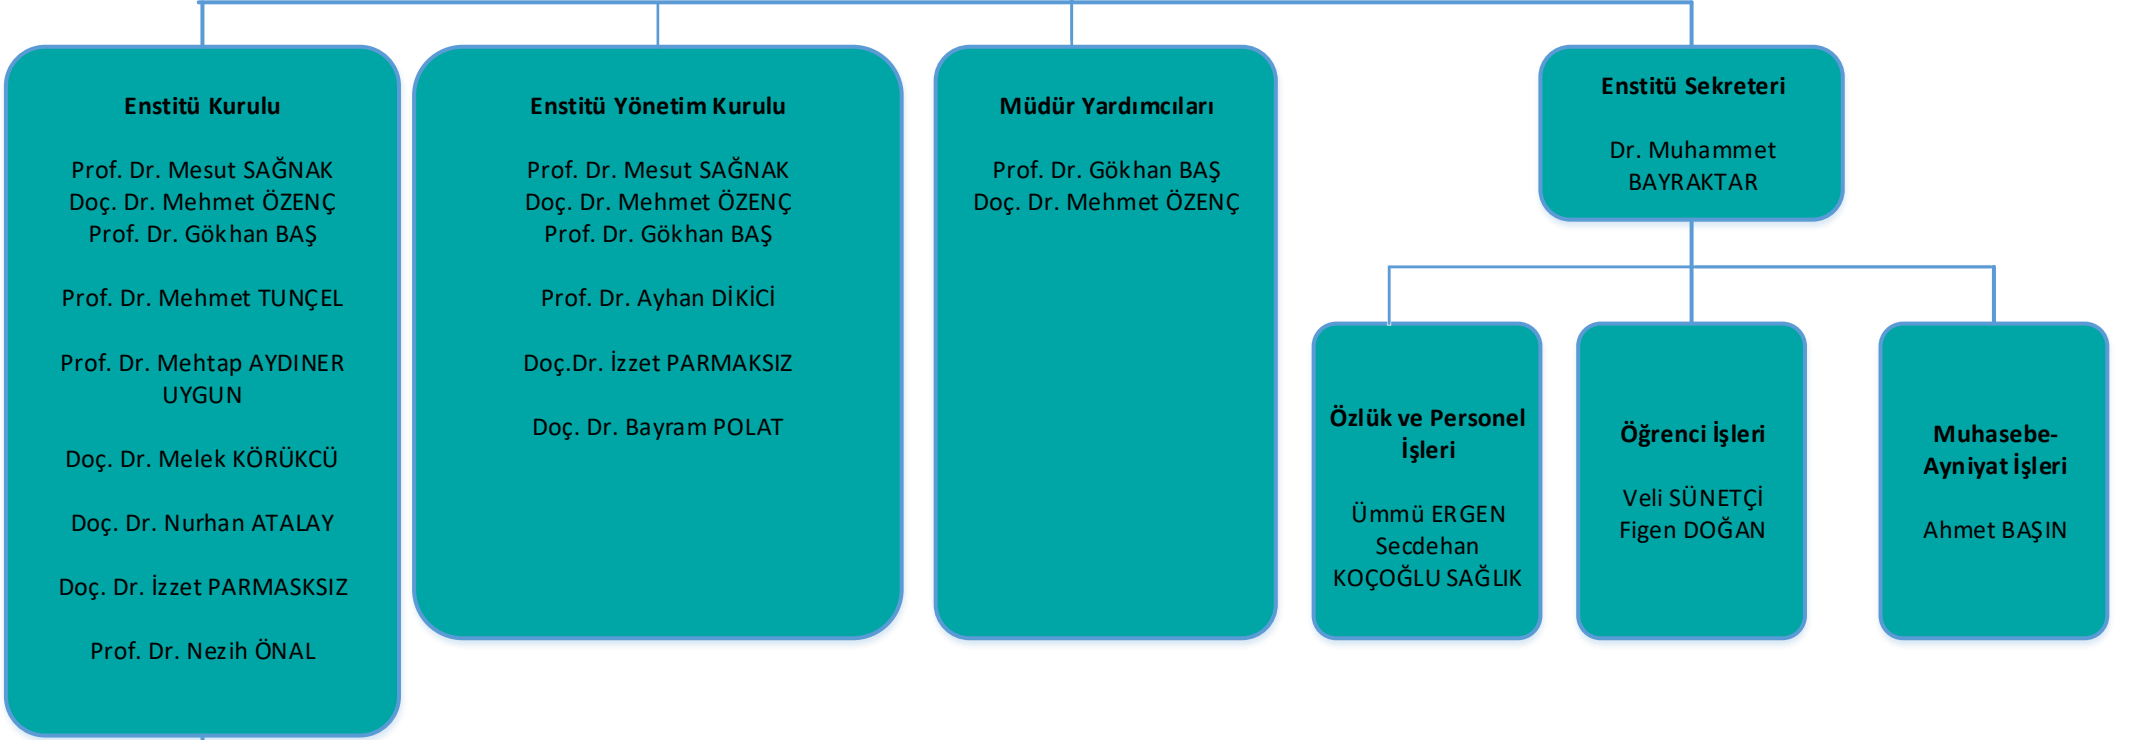 Enstitü Kurulu
Prof. Dr. Mesut SAĞNAK
Doç. Dr. Mehmet ÖZENÇ
Prof. Dr. Gökhan BAŞ
Prof. Dr. Mehmet TUNÇEL
Prof. Dr. Mehtap AYDINER
UYGUN
Doç. Dr. Melek KÖRÜKCÜ
Doç. Dr. Nurhan ATALAY
Doç. Dr. İzzet PARMASKSIZ
Prof. Dr. Nezih ÖNAL
Enstitü Yönetim Kurulu
Prof. Dr. Mesut SAĞNAK
Doç. Dr. Mehmet ÖZENÇ
Prof. Dr. Gökhan BAŞ
Prof. Dr. Ayhan DİKİCİ
Doç.Dr. İzzet PARMAKSIZ
Doç. Dr. Bayram POLAT
Müdür Yardımcıları
Prof. Dr. Gökhan BAŞ
Doç. Dr. Mehmet ÖZENÇ
Enstitü Sekreteri
Dr. Muhammet
BAYRAKTAR
Özlük ve Personel
İşleri
Ümmü ERGEN
Secdehan
KOÇOĞLU SAĞLIK
Öğrenci İşleri
Veli SÜNETÇİ
Figen DOĞAN
Muhasebe-
Ayniyat İşleri
Ahmet BAŞIN